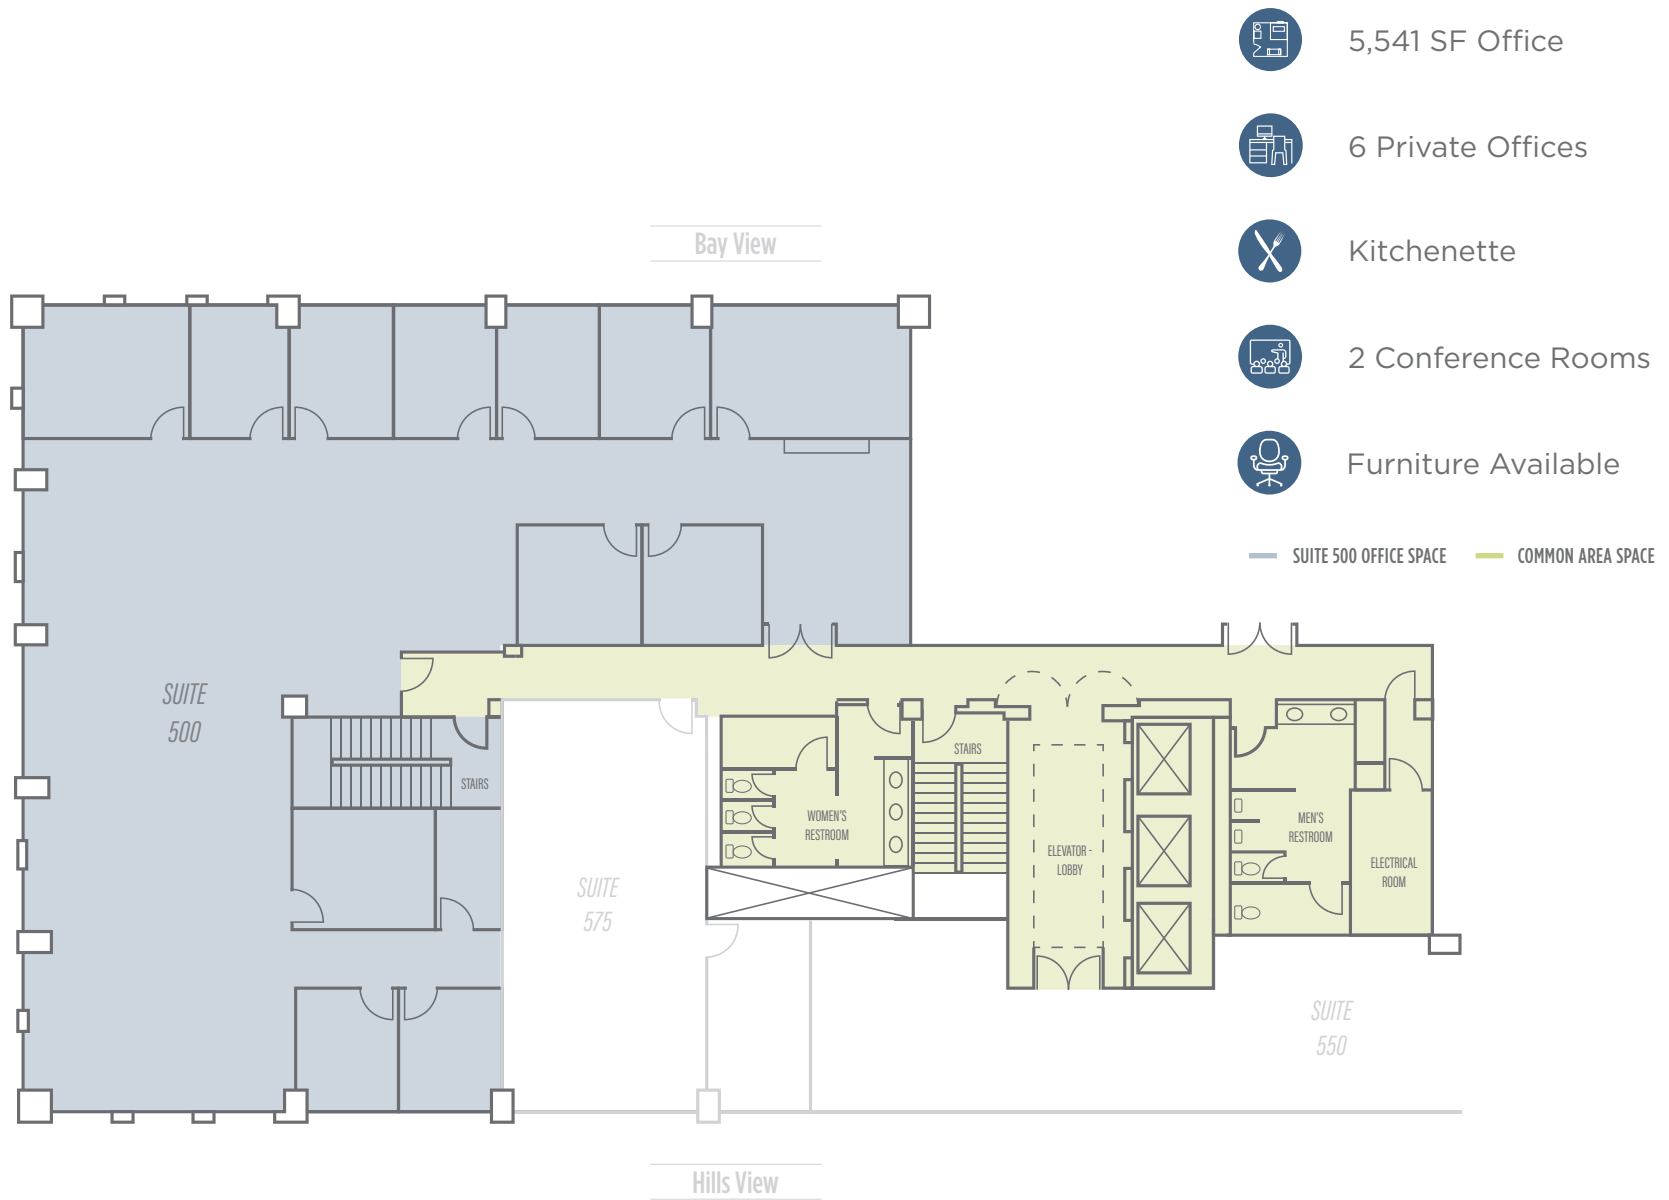 5,541 SF Office
6 Private Offices
Kitchenette
2 Conference Rooms
Furniture Available
SUITE 500 OFFICE SPACE
COMMON AREA SPACE
Bay View
SUITE
500
STAIRS
SUITE
575
WOMEN'S
RESTROOM
STAIRS
ELEVATOR -
LOBBY
MEN'S
RESTROOM
ELECTRICAL
ROOM
SUITE
550
Hills View